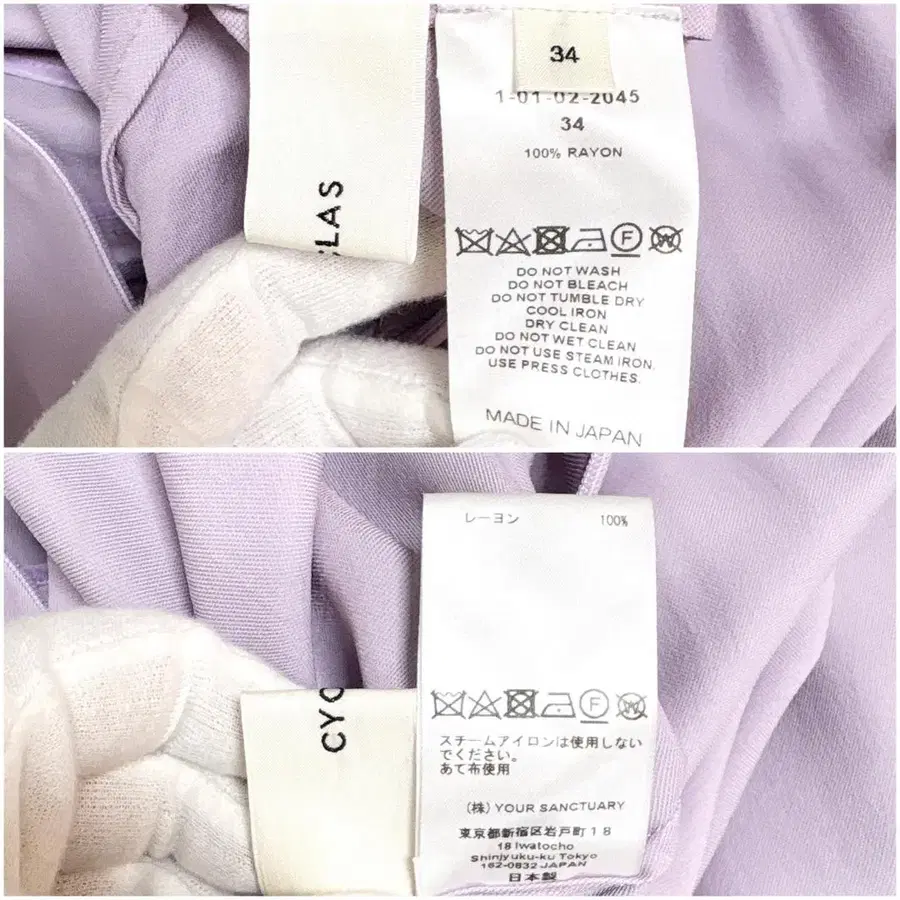 CLAS
34
1-01-02-2045
34
100% RAYON
F W
DO NOT WASH
DO NOT BLEACH
DO NOT TUMBLE DRY
COOL IRON
DRY CLEAN
DO NOT WET CLEAN
DO NOT USE STEAM IRON.
USE PRESS CLOTHES.
MADE IN JAPAN
レーヨン 100%
CYC
F W
スチームアイロンは使用しない
でください。
あて布使用
(株) YOUR SANCTUARY
東京都新宿区岩戸町18
18 Iwatocho
Shinjyuku-ku Tokyo
162-0832 JAPAN
日本製